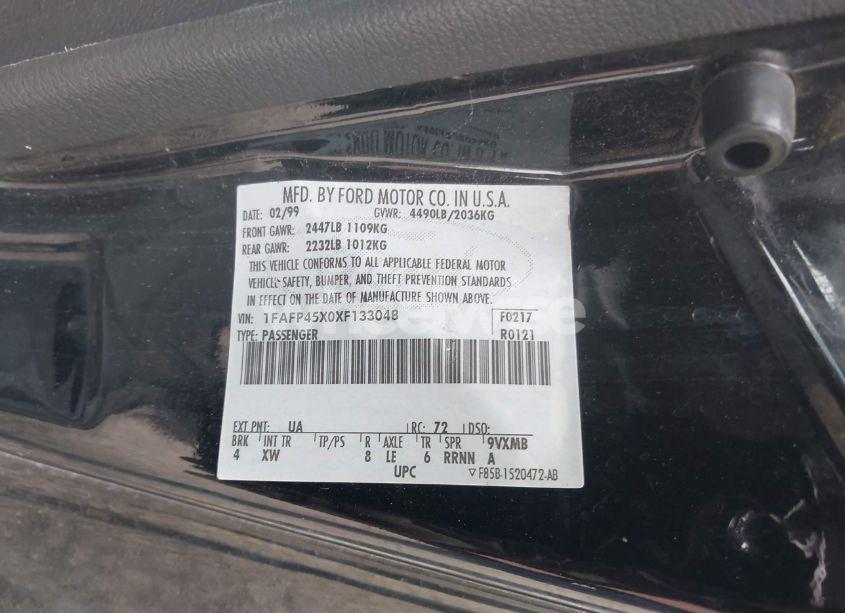 MFD. BY FORD MOTOR CO. IN U.S.A.
DATE: 02/99 GVWR: 4490LB/2036KG
FRONT GAWR: 2447LB 1109KG
REAR GAWR: 2232LB 1012KG
THIS VEHICLE CONFORMS TO ALL APPLICABLE FEDERAL MOTOR
VEHICLE SAFETY, BUMPER, AND THEFT PREVENTION STANDARDS
IN EFFECT ON THE DATE OF MANUFACTURE SHOWN ABOVE.
VIN: 1FAFP45X0XF133048 F0217
TYPE: PASSENGER R0121
EXT PNT: UA RC: 72 DSO:
BRK INT TR TP/PS R AXLE TR SPR 9VXMB
4 XW 8 LE 6 RRNN A
UPC ▽ F85B-1520472-AB